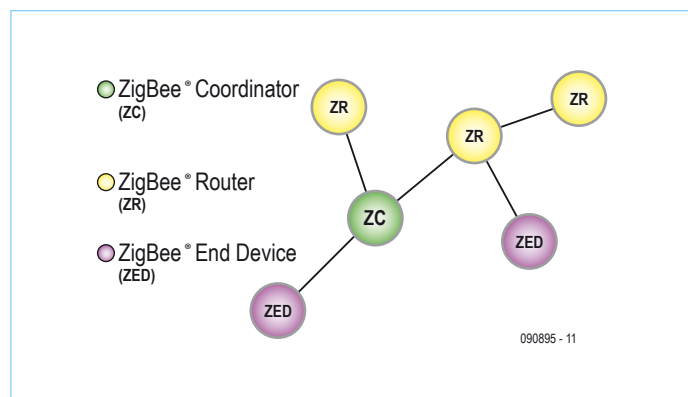 ZigBee® Coordinator
(ZC)
ZigBee® Router
(ZR)
ZigBee® End Device
(ZED)
ZR
ZR
ZR
ZC
ZED
ZED
090895 - 11